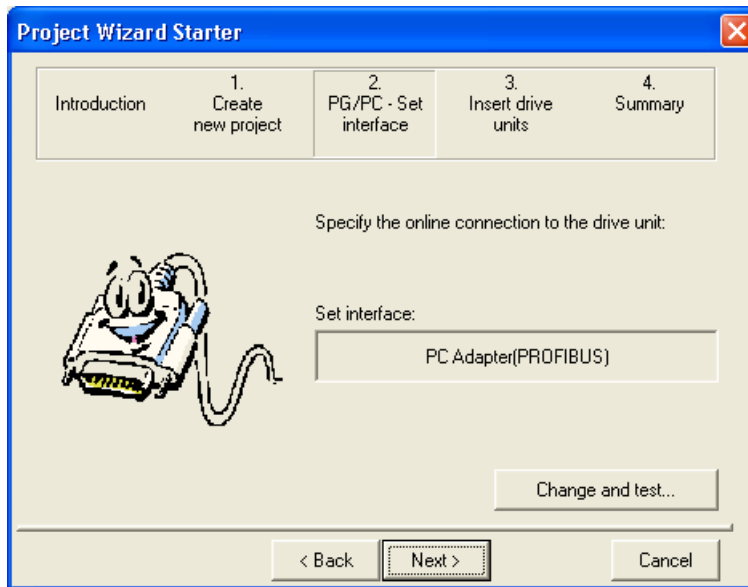 Project Wizard Starter
Introduction
1.
Create
new project
2.
PG/PC - Set
interface
3.
Insert drive
units
4.
Summary
Specify the online connection to the drive unit:
Set interface:
PC Adapter(PROFIBUS)
Change and test...
< Back
Next >
Cancel